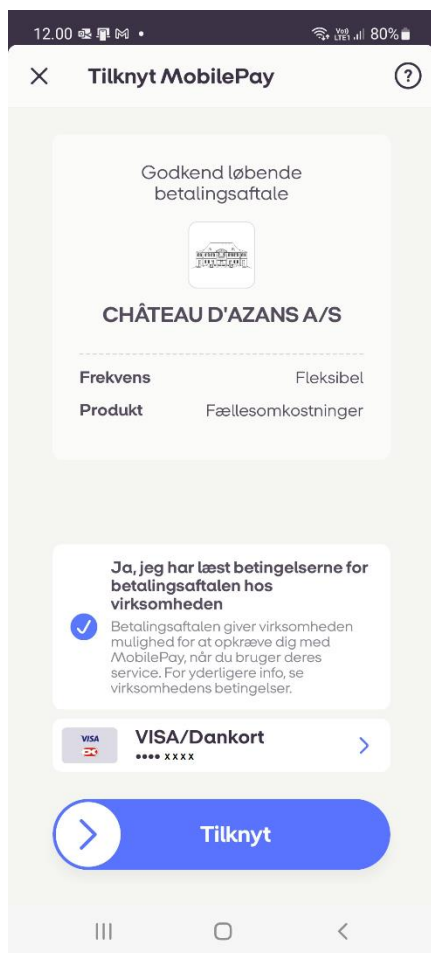 12.00
Vo))
LTE1 80%
Tilknyt MobilePay
?
Godkend løbende
betalingsaftale
CHÂTEAU D'AZANS A/S
Frekvens Fleksibel
Produkt Fællesomkostninger
Ja, jeg har læst betingelserne for
betalingsaftalen hos
virksomheden
Betalingsaftalen giver virksomheden
mulighed for at opkræve dig med
MobilePay, når du bruger deres
service. For yderligere info, se
virksomhedens betingelser.
VISA VISA/Dankort
•••• X X X X
Tilknyt